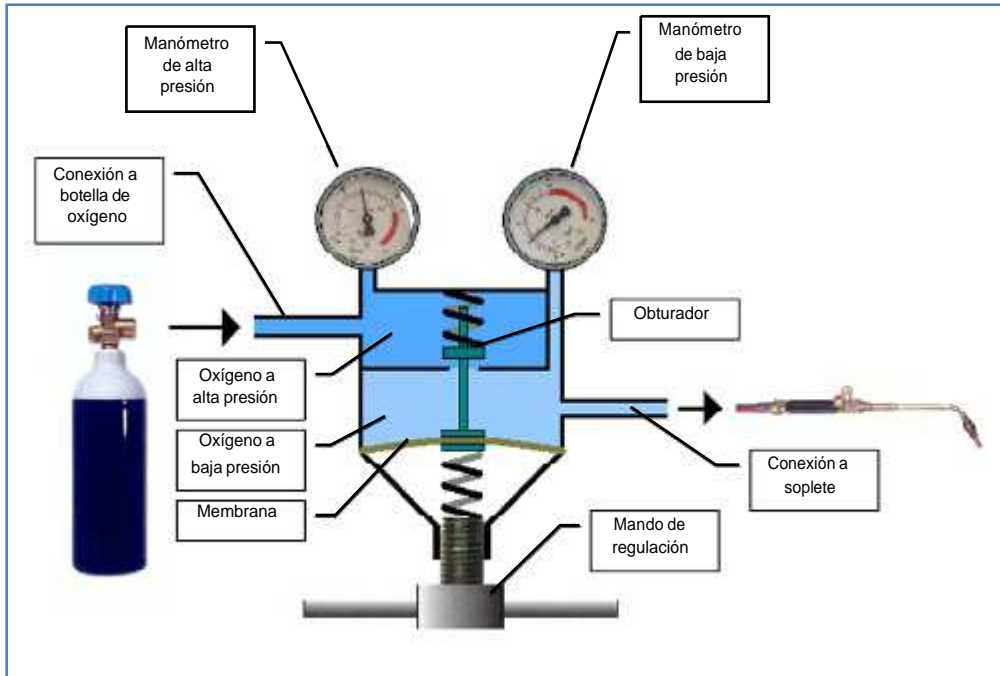 Manómetro
de alta
presión
Manómetro
de baja
presión
Conexión a
botella de
oxígeno
Obturador
Oxígeno a
alta presión
Oxígeno a
baja presión
Membrana
Conexión a
soplete
Mando de
regulación